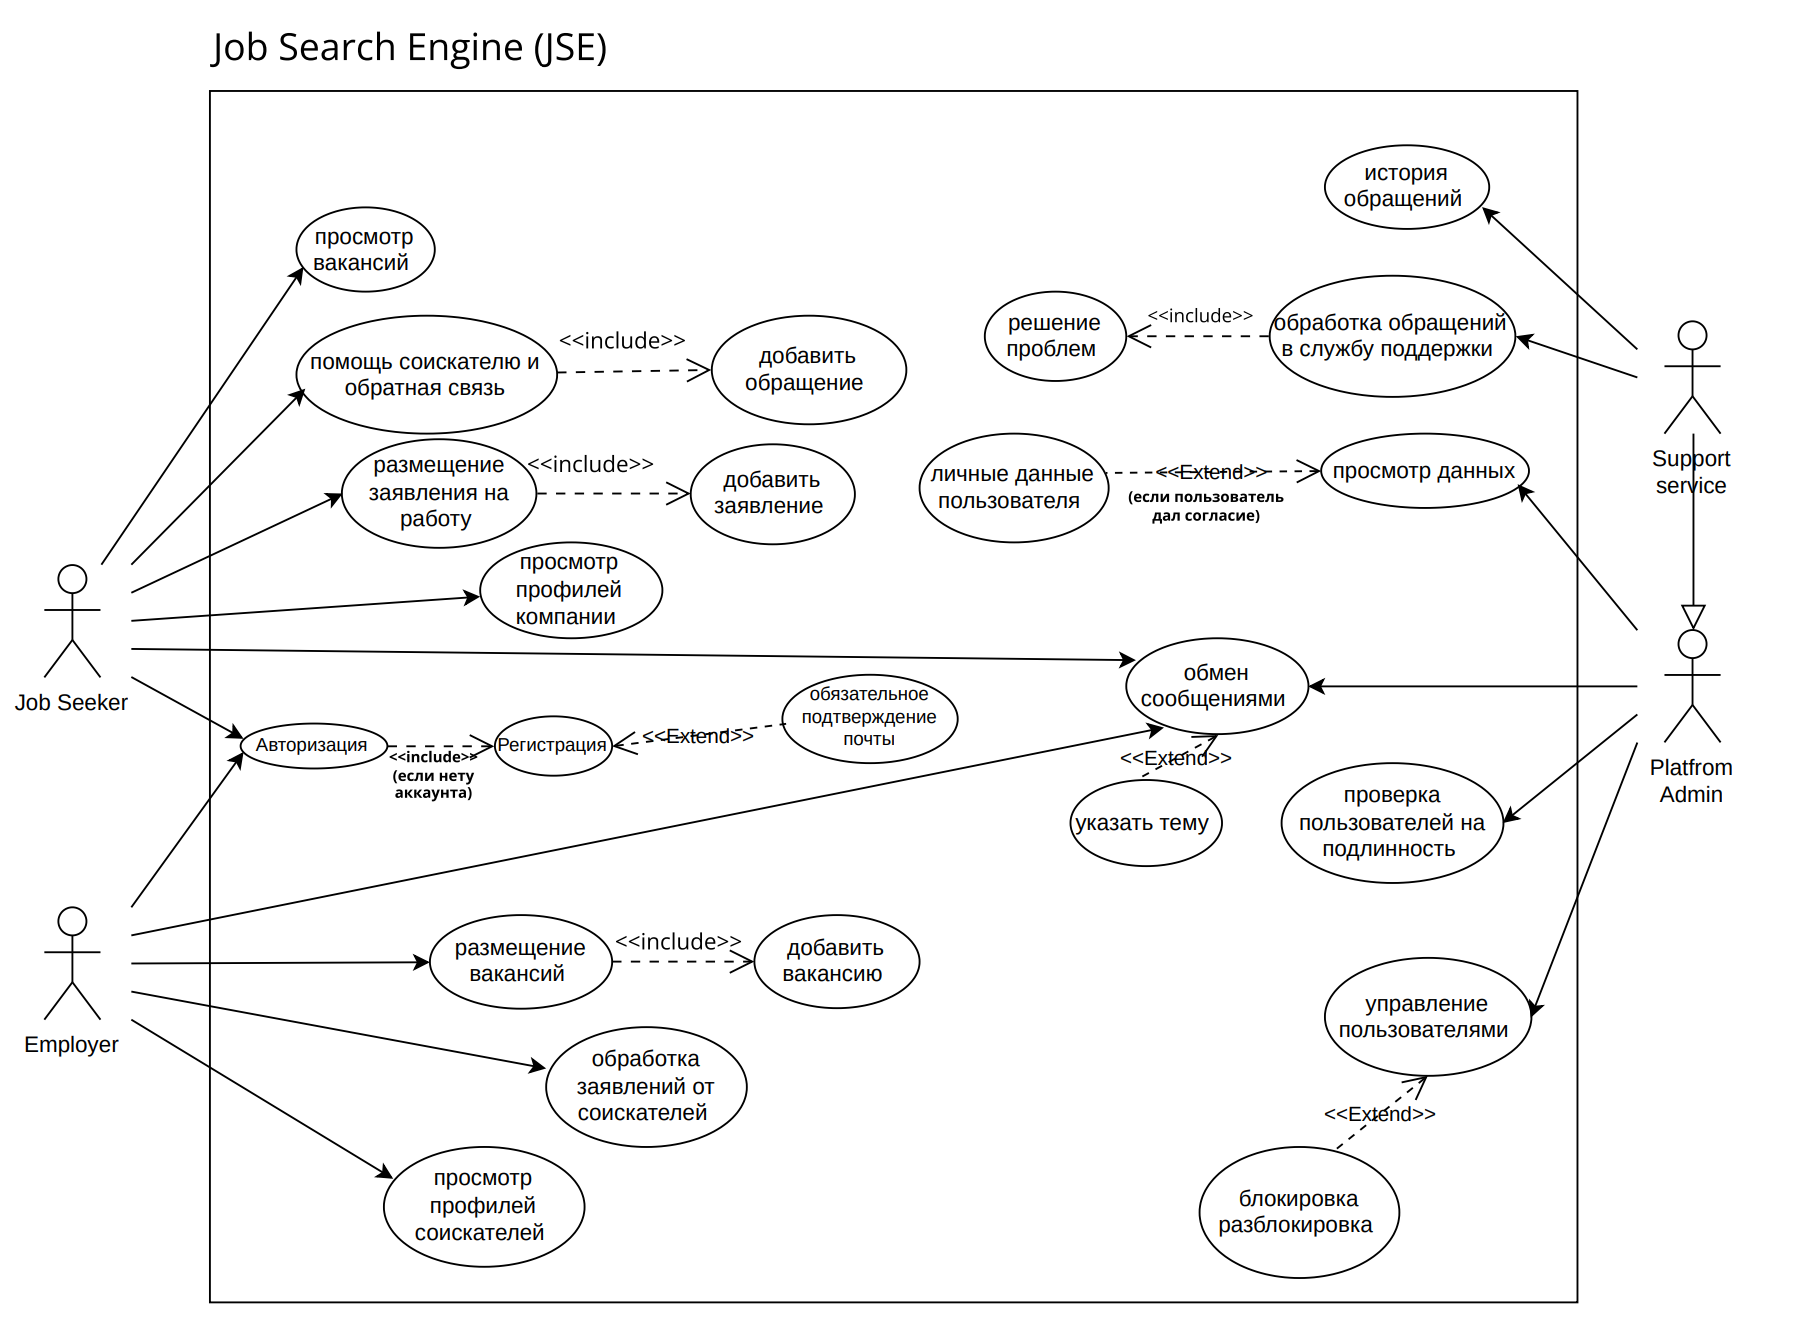 Job Search Engine (JSE)
история
обращений
просмотр
вакансий
помощь соискателю и
обратная связь
<<include>>
добавить
обращение
решение
проблем
<<include>>
обработка обращений
в службу поддержки
Support
service
размещение
заявления на
работу
<<include>>
добавить
заявление
личные данные
пользователя
<<Extend>>
(если пользователь
дал согласие)
просмотр данных
просмотр
профилей
компании
Job Seeker
обмен
сообщениями
Авторизация
<<include>>
(если нету
аккаунта)
Регистрация
<<Extend>>
обязательное
подтверждение
почты
<<Extend>>
указать тему
проверка
пользователей на
подлинность
Platfrom
Admin
Employer
размещение
вакансий
<<include>>
добавить
вакансию
управление
пользователями
обработка
заявлений от
соискателей
<<Extend>>
просмотр
профилей
соискателей
блокировка
разблокировка